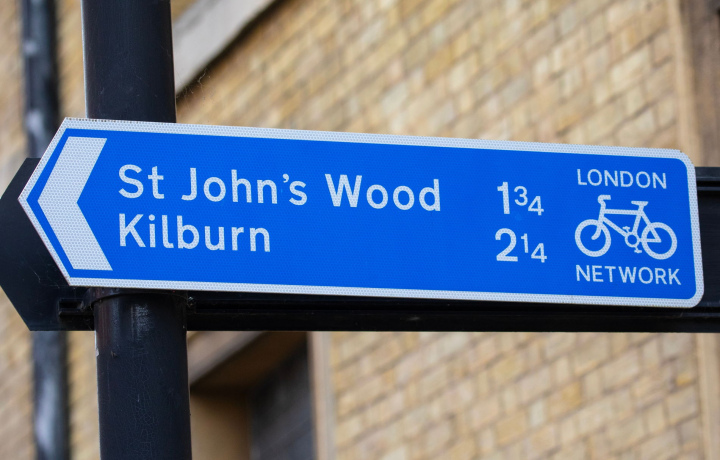 St John's Wood 1¾
Kilburn 2¼
LONDON
NETWORK